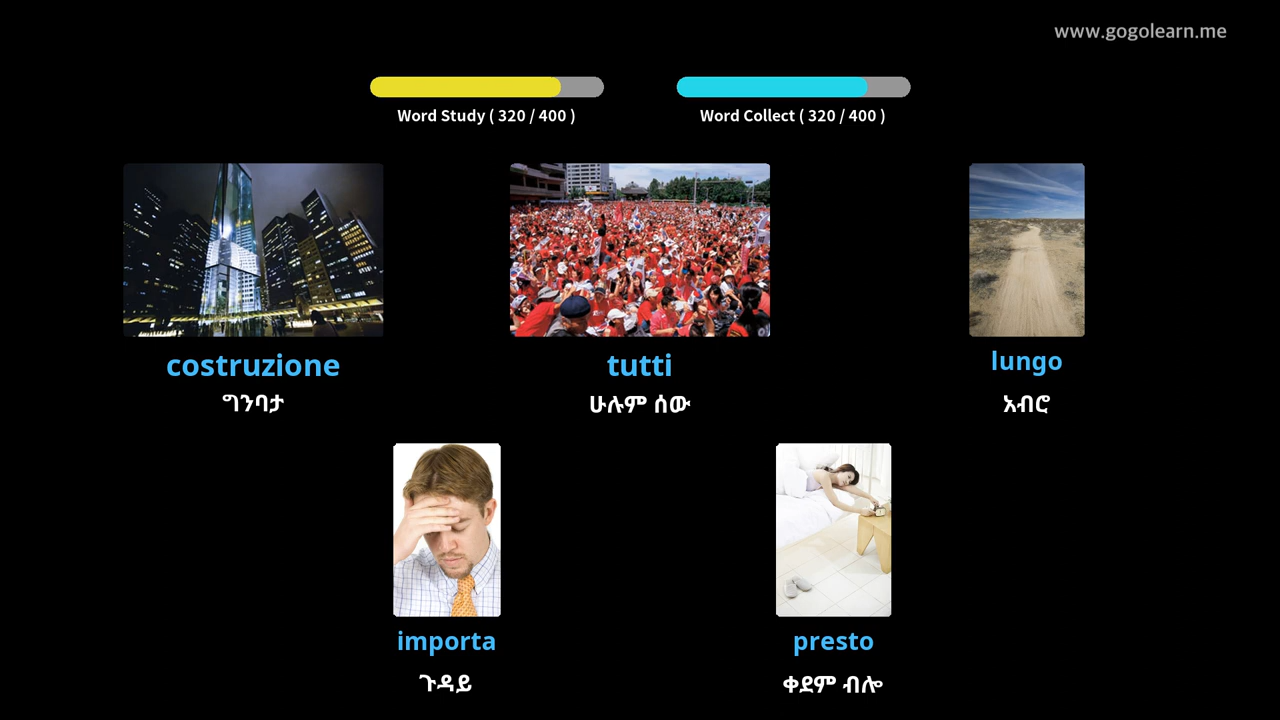 www.gogolearn.me
Word Study ( 320 / 400 )
Word Collect ( 320 / 400 )
costruzione
ግንባታ
tutti
ሁሉም ሰው
lungo
አብሮ
importa
ጉዳይ
presto
ቀደም ብሎ